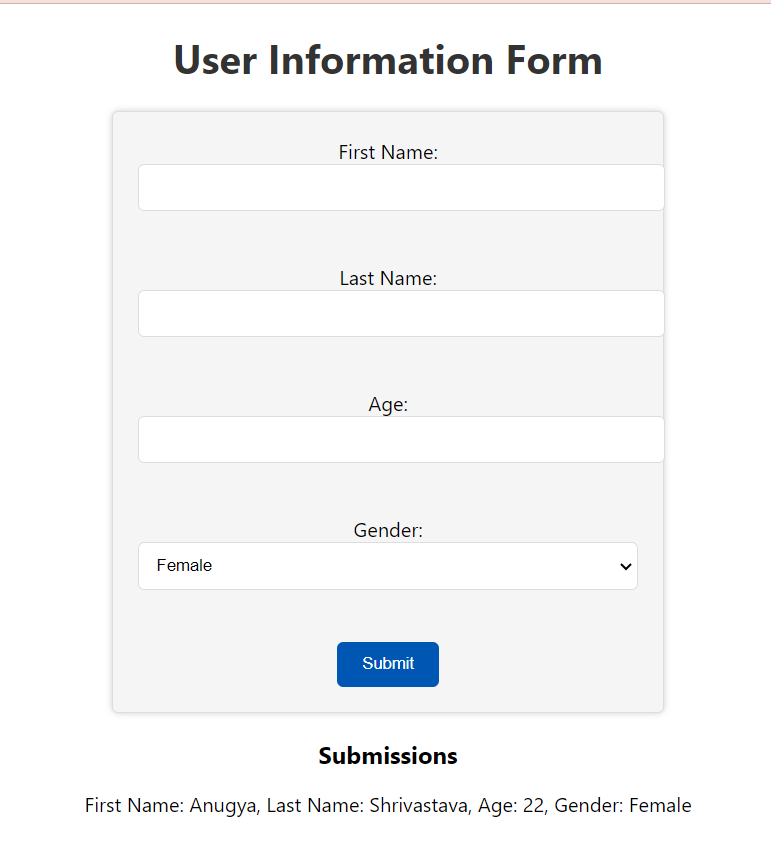 User Information Form
First Name:
Last Name:
Age:
Gender:
Female
Submit
Submissions
First Name: Anugya, Last Name: Shrivastava, Age: 22, Gender: Female